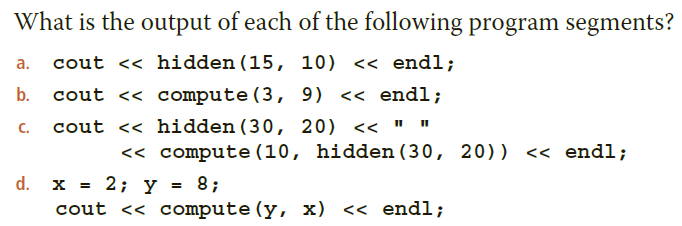 What is the output of each of the following program segments?
a. cout << hidden(15, 10) << endl;
b. cout << compute(3, 9) << endl;
c. cout << hidden(30, 20) << " "
<< compute(10, hidden(30, 20)) << endl;
d. x = 2; y = 8;
cout << compute(y, x) << endl;